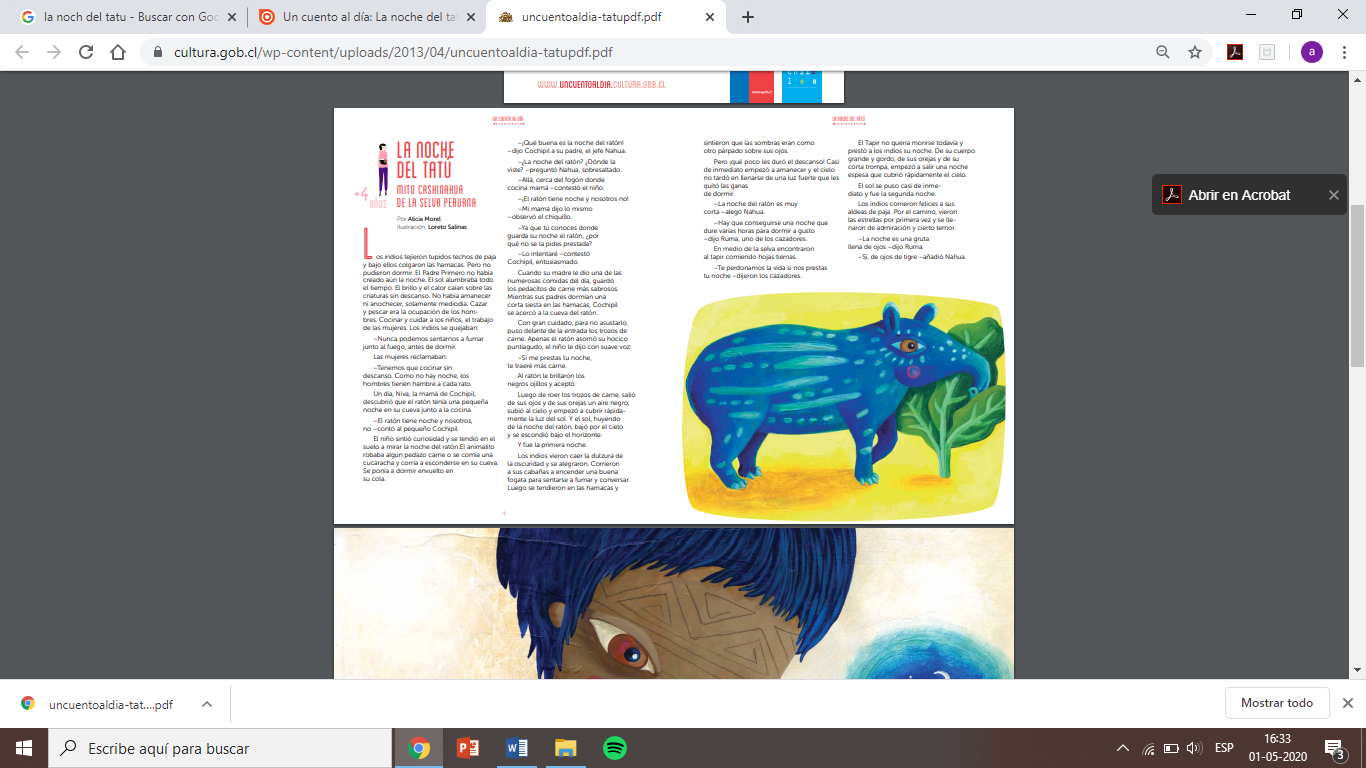 la noch del tatu - Buscar con Goo
Un cuento al día: La noche del ta
uncuentoaldia-tatupdf.pdf
cultura.gob.cl/wp-content/uploads/2013/04/uncuentoaldia-tatupdf.pdf
a
WWW.UNCUENTOALDIA.CULTURA.GOB.CL
UN CUENTO AL DÍA
LA NOCHE DEL TATÚ
LA NOCHE
DEL TATÚ
MITO CASHINAHUA
DE LA SELVA PERUANA
+4
AÑOS
Por Alicia Morel.
Ilustración, Loreto Salinas
Los indios tejieron tupidos techos de paja
y bajo ellos colgaron las hamacas. Pero no
pudieron dormir. El Padre Primero no había
creado aún la noche. El sol alumbraba todo
el tiempo. El brillo y el calor caían sobre las
criaturas sin descanso. No había amanecer
ni anochecer, solamente mediodía. Cazar
y pescar era la ocupación de los hom-
bres. Cocinar y cuidar a los niños, el trabajo
de las mujeres. Los indios se quejaban:
–Nunca podemos sentarnos a fumar
junto al fuego, antes de dormir.
Las mujeres reclamaban:
–Tenemos que cocinar sin
descanso. Como no hay noche, los
hombres tienen hambre a cada rato.
Un día, Niva, la mamá de Cochipil,
descubrió que el ratón tenía una pequeña
noche en su cueva junto a la cocina.
–El ratón tiene noche y nosotros,
no –contó al pequeño Cochipil.
El niño sintió curiosidad y se tendió en el
suelo a mirar la noche del ratón.El animalito
robaba algún pedazo carne o se comía una
cucaracha y corría a esconderse en su cueva.
Se ponía a dormir envuelto en
su cola.
–¡Qué buena es la noche del ratón!
–dijo Cochipil a su padre, el jefe Nahua.
–¿La noche del ratón? ¿Dónde la
viste? –preguntó Nahua, sobresaltado.
–Allá, cerca del fogón donde
cocina mamá –contestó el niño.
–¡El ratón tiene noche y nosotros no!
–Mi mamá dijo lo mismo
–observó el chiquillo.
–Ya que tú conoces donde
guarda su noche el ratón, ¿por
qué no se la pides prestada?
–Lo intentaré –contestó
Cochipil, entusiasmado.
Cuando su madre le dio una de las
numerosas comidas del día, guardó
los pedacitos de carne más sabrosos.
Mientras sus padres dormían una
corta siesta en las hamacas, Cochipil
se acercó a la cueva del ratón.
Con gran cuidado, para no asustarlo,
puso delante de la entrada los trozos de
carne. Apenas el ratón asomó su hocico
puntiagudo, el niño le dijo con suave voz:
–Si me prestas tu noche,
te traeré más carne.
Al ratón le brillaron los
negros ojillos y aceptó.
Luego de roer los trozos de carne, salió
de sus ojos y de sus orejas un aire negro;
subió al cielo y empezó a cubrir rápida-
mente la luz del sol. Y el sol, huyendo
de la noche del ratón, bajó por el cielo
y se escondió bajo el horizonte.
Y fue la primera noche.
Los indios vieron caer la dulzura de
la oscuridad y se alegraron. Corrieron
a sus cabañas a encender una buena
fogata para sentarse a fumar y conversar.
Luego se tendieron en las hamacas y
sintieron que las sombras eran como
otro párpado sobre sus ojos.
Pero ¡qué poco les duró el descanso! Casi
de inmediato empezó a amanecer y el cielo
no tardó en llenarse de una luz fuerte que les
quitó las ganas
de dormir.
–La noche del ratón es muy
corta –alegó Nahua.
–Hay que conseguirse una noche que
dure varias horas para dormir a gusto
–dijo Ruma, uno de los cazadores.
En medio de la selva encontraron
al tapir comiendo hojas tiernas.
–Te perdonamos la vida si nos prestas
tu noche –dijeron los cazadores.
El Tapir no quería morirse todavía y
prestó a los indios su noche. De su cuerpo
grande y gordo, de sus orejas y de su
corta trompa, empezó a salir una noche
espesa que cubrió rápidamente el cielo.
El sol se puso casi de inme-
diato y fue la segunda noche.
Los indios corrieron felices a sus
aldeas de paja. Por el camino, vieron
las estrellas por primera vez y se lle-
naron de admiración y cierto temor.
–La noche es una gruta
llena de ojos –dijo Ruma.
–Sí, de ojos de tigre –añadió Nahua.
Abrir en Acrobat
uncuentoaldia-tat....pdf
Mostrar todo
Escribe aquí para buscar
ESP
16:33
01-05-2020
3